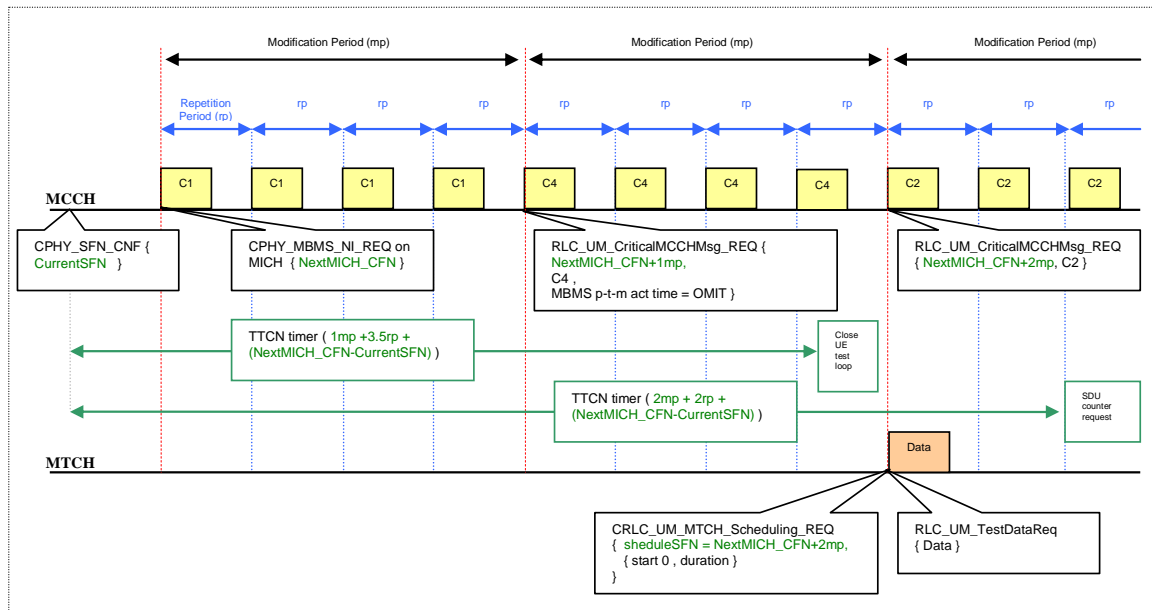 Modification Period (mp)
Modification Period (mp)
Modification Period (mp)
Repetition
Period (rp)
rp
rp
rp
rp
rp
rp
rp
rp
rp
rp
C1
C1
C1
C1
C4
C4
C4
C4
C2
C2
C2
MCCH
CPHY_SFN_CNF {
CurrentSFN }
CPHY_MBMS_NI_REQ on
MICH { NextMICH_CFN }
RLC_UM_CriticalMCCHMsg_REQ {
NextMICH_CFN+1mp,
C4 ,
MBMS p-t-m act time = OMIT }
RLC_UM_CriticalMCCHMsg_REQ
{ NextMICH_CFN+2mp, C2 }
TTCN timer ( 1mp +3.5rp +
(NextMICH_CFN-CurrentSFN) )
Close
UE
test
loop
TTCN timer ( 2mp + 2rp +
(NextMICH_CFN-CurrentSFN) )
SDU
counter
request
Data
MTCH
CRLC_UM_MTCH_Scheduling_REQ
{ sheduleSFN = NextMICH_CFN+2mp,
{ start 0 , duration }
}
RLC_UM_TestDataReq
{ Data }